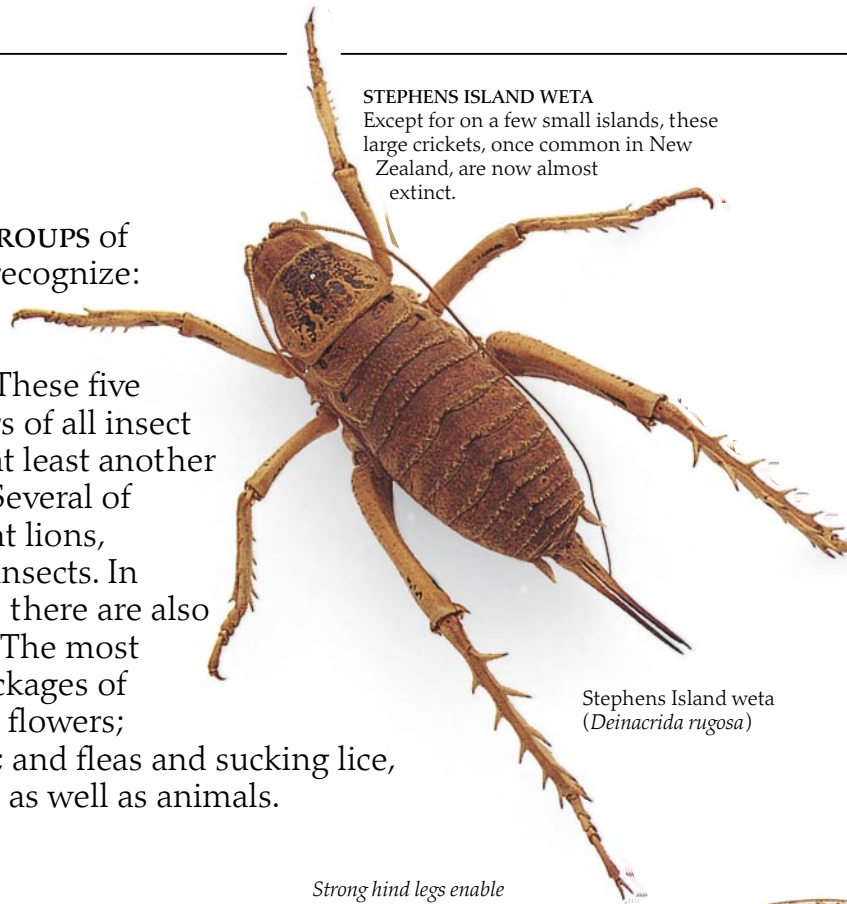 STEPHENS ISLAND WETA
Except for on a few small islands, these
large crickets, once common in New
Zealand, are now almost
extinct.
ROUPS of
recognize:
These five
s of all insect
t least another
Several of
nt lions,
insects. In
there are also
The most
ckages of
flowers;
; and fleas and sucking lice,
as well as animals.
Stephens Island weta
(Deinacrida rugosa)
Strong hind legs enable